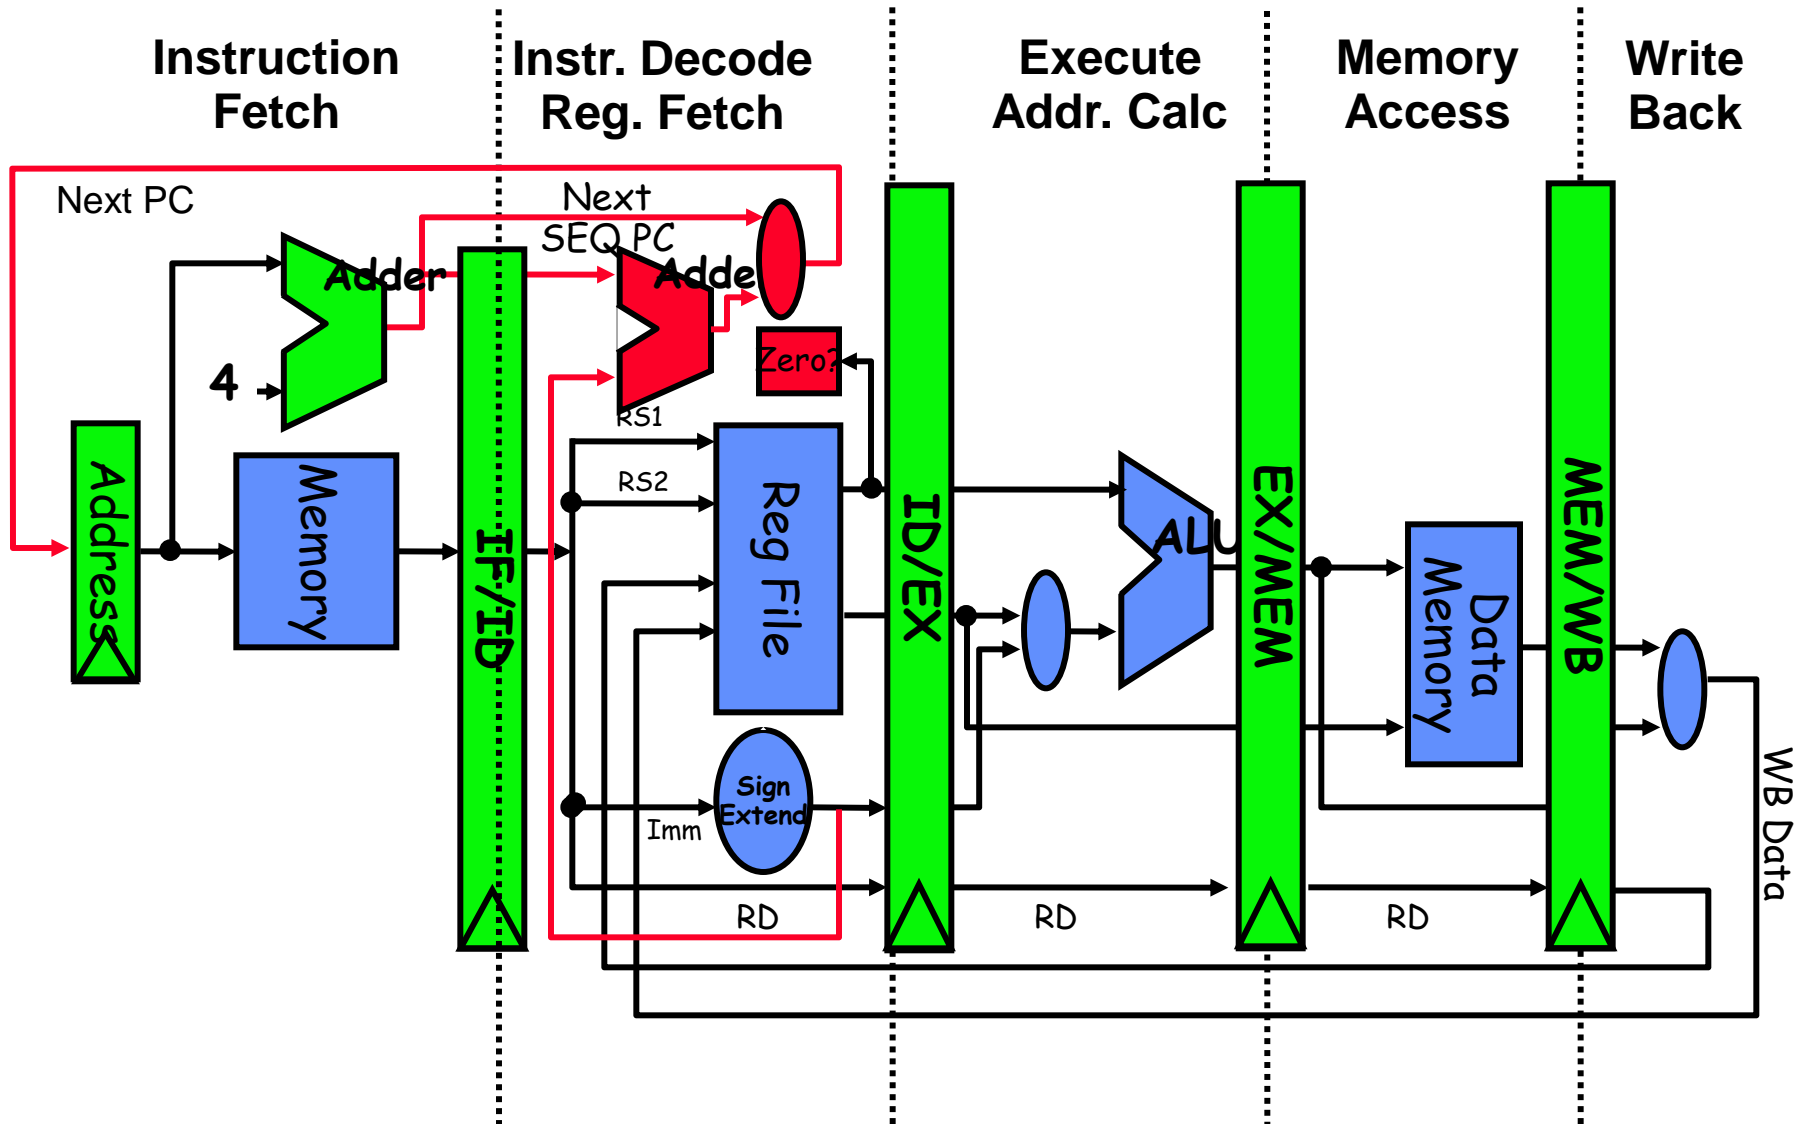 Instruction
Fetch
Instr. Decode
Reg. Fetch
Execute
Addr. Calc
Memory
Access
Write
Back
Next PC
Next
SEQ PC
Adder
Adde
4
Zero?
RS1
RS2
Address
Memory
IF/ID
Reg File
ID/EX
ALU
EX/MEM
Data
Memory
MEM/WB
Sign
Extend
Imm
RD
RD
RD
WB Data